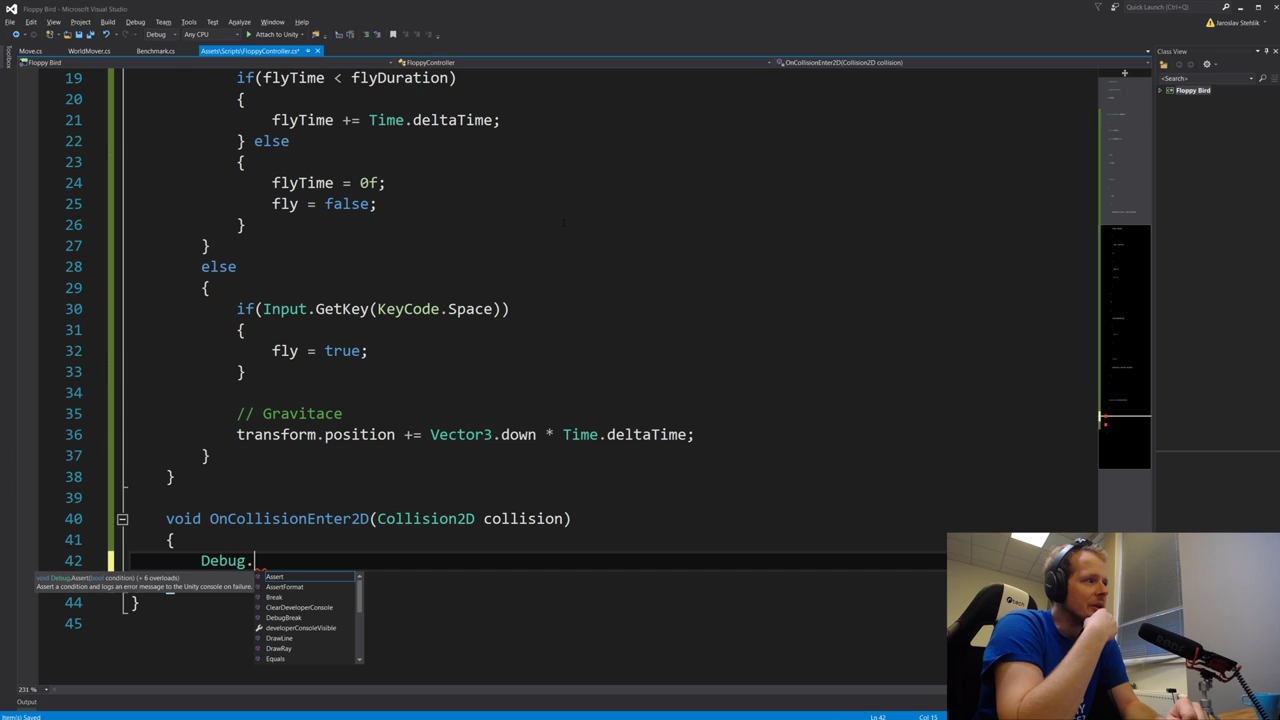 Floppy Bird - Microsoft Visual Studio
Quick Launch (Ctrl+Q)
File Edit View Project Build Debug Team Tools Test Analyze Window Help
Jaroslav Stehlik
Debug Any CPU Attach to Unity
Toolbox
Move.cs WorldMover.cs Benchmark.cs Assets\Scripts\FloppyController.cs*
Class View
Floppy Bird FloppyController OnCollisionEnter2D(Collision2D collision)
<Search>
Floppy Bird
19 if(flyTime < flyDuration)
20 {
21 flyTime += Time.deltaTime;
22 } else
23 {
24 flyTime = 0f;
25 fly = false;
26 }
27 }
28 else
29 {
30 if(Input.GetKey(KeyCode.Space))
31 {
32 fly = true;
33 }
34
35 // Gravitace
36 transform.position += Vector3.down * Time.deltaTime;
37 }
38 }
39
40 void OnCollisionEnter2D(Collision2D collision)
41 {
42 Debug.
void Debug.Assert(bool condition) (+ 6 overloads)
Assert a condition and logs an error message to the Unity console on failure.
Assert
AssertFormat
Break
ClearDeveloperConsole
DebugBreak
developerConsoleVisible
DrawLine
DrawRay
Equals
44 }
45
231 %
Output
Item(s) Saved
Ln 42 Col 15